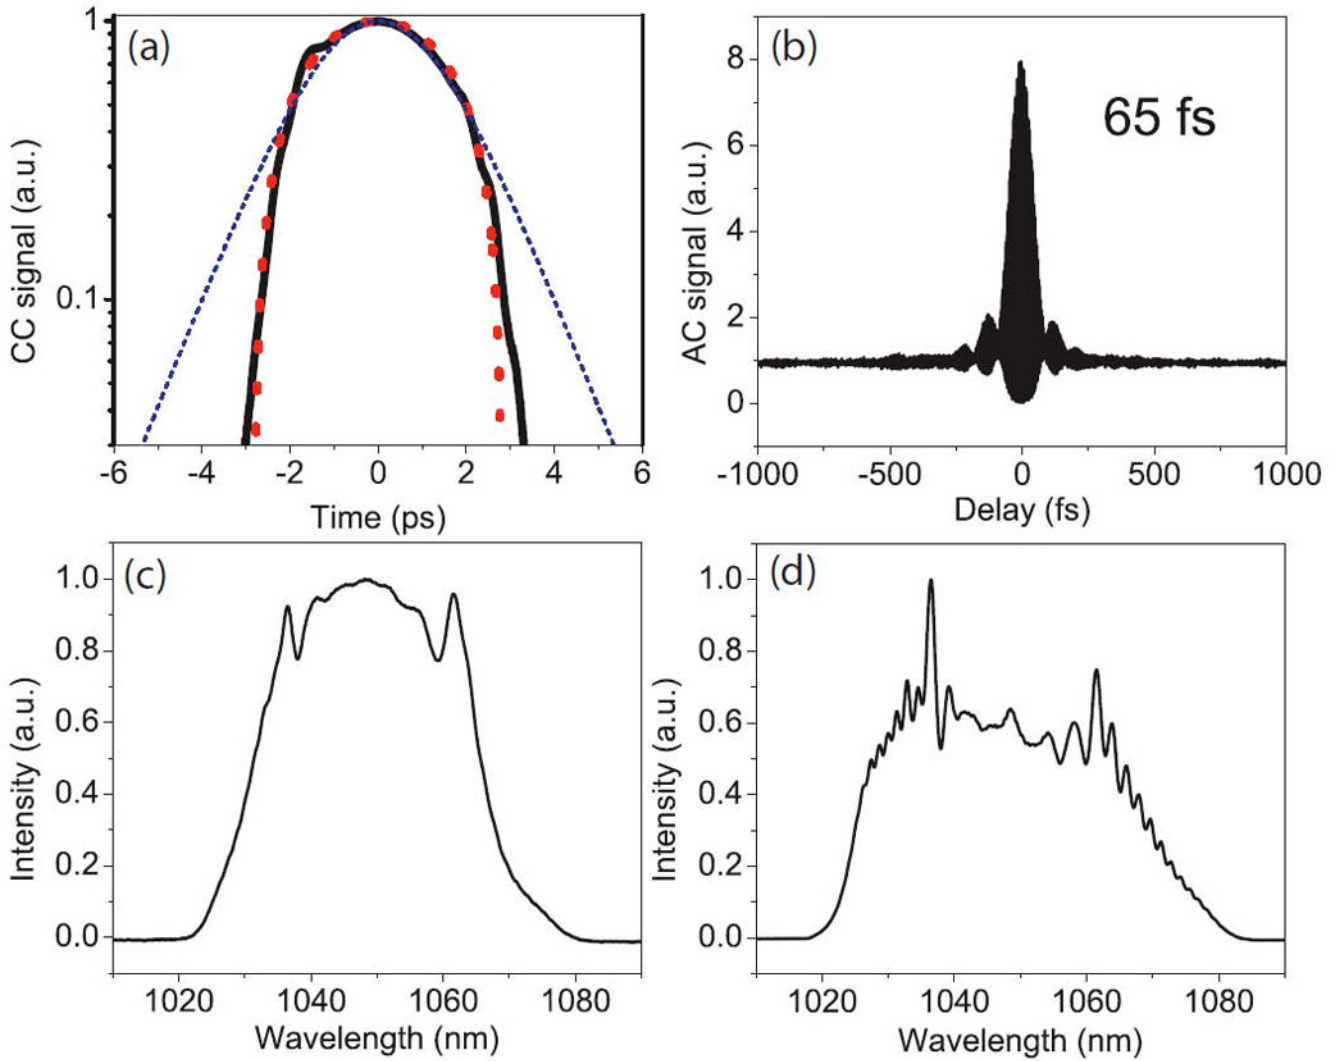 (a)
CC signal (a.u.)
1
0.1
-6 -4 -2 0 2 4 6
Time (ps)
(b)
65 fs
AC signal (a.u.)
8
6
4
2
0
-1000 -500 0 500 1000
Delay (fs)
(c)
Intensity (a.u.)
1.0
0.8
0.6
0.4
0.2
0.0
1020 1040 1060 1080
Wavelength (nm)
(d)
Intensity (a.u.)
1.0
0.8
0.6
0.4
0.2
0.0
1020 1040 1060 1080
Wavelength (nm)